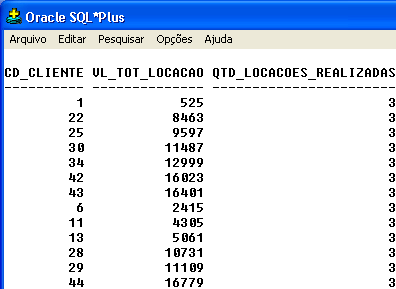 Oracle SQL*Plus
Arquivo Editar Pesquisar Opções Ajuda
CD_CLIENTE VL_TOT_LOCACAO QTD_LOCACOES_REALIZADAS
---------- -------------- -----------------------
1 525 3
22 8463 3
25 9597 3
30 11487 3
34 12999 3
42 16023 3
43 16401 3
6 2415 3
11 4305 3
13 5061 3
28 10731 3
29 11109 3
44 16779 3